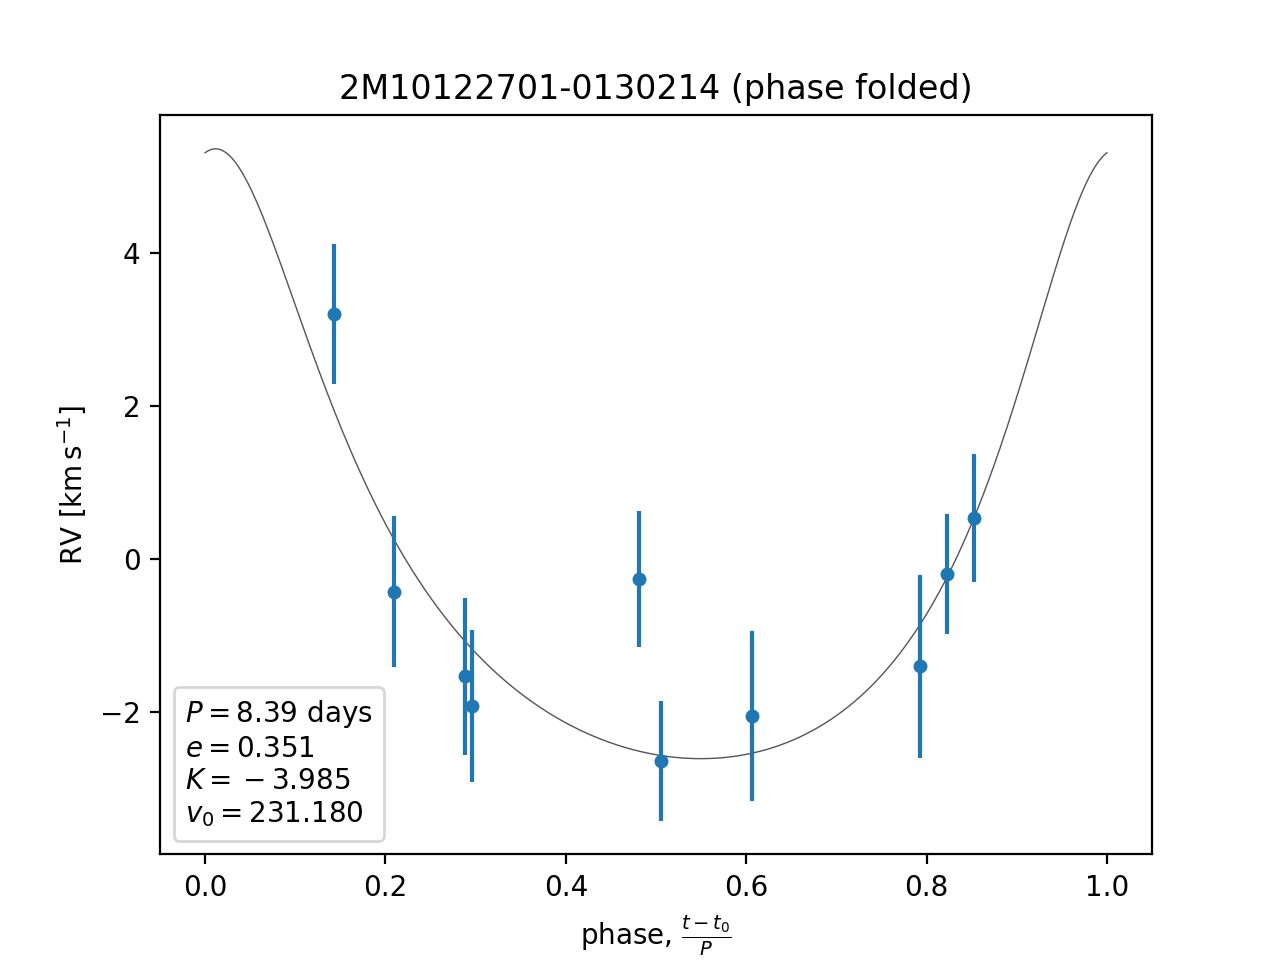 2M10122701-0130214 (phase folded)
RV [km s⁻¹]
4
2
0
−2
P = 8.39 days
e = 0.351
K = − 3.985
v₀ = 231.180
0.0 0.2 0.4 0.6 0.8 1.0
phase, (t − t₀)/P